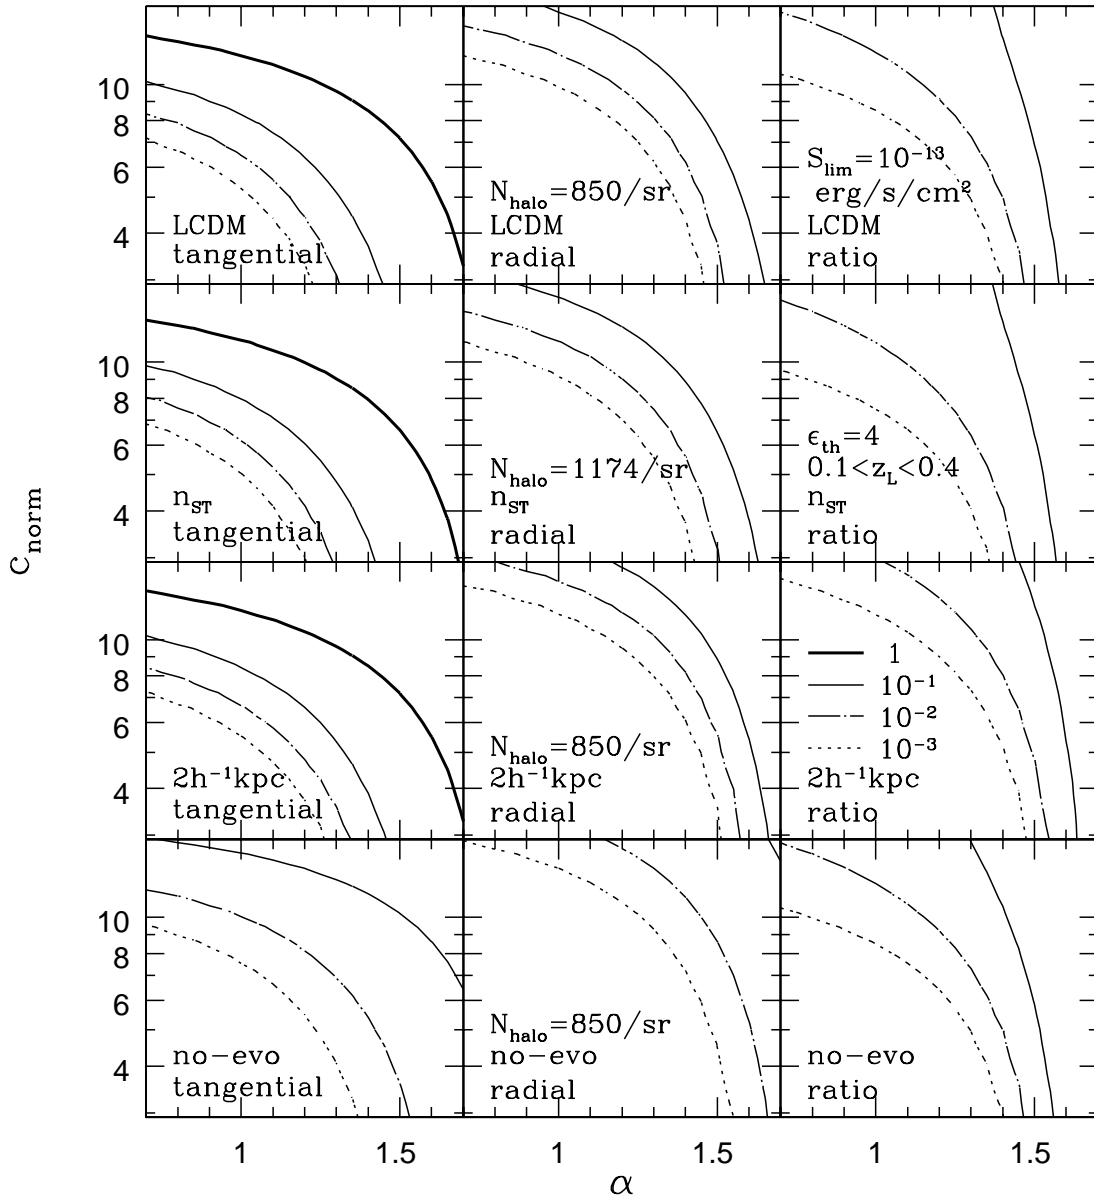 10
8
6
4
LCDM
tangential
N_halo=850/sr
LCDM
radial
S_lim=10⁻¹³
erg/s/cm²
LCDM
ratio
10
8
6
4
n_ST
tangential
N_halo=1174/sr
n_ST
radial
ϵ_th=4
0.1<z_L<0.4
n_ST
ratio
c_norm
10
8
6
4
2h⁻¹kpc
tangential
N_halo=850/sr
2h⁻¹kpc
radial
1
10⁻¹
10⁻²
10⁻³
2h⁻¹kpc
ratio
10
8
6
4
no-evo
tangential
N_halo=850/sr
no-evo
radial
no-evo
ratio
1 1.5 1 1.5 1 1.5
α